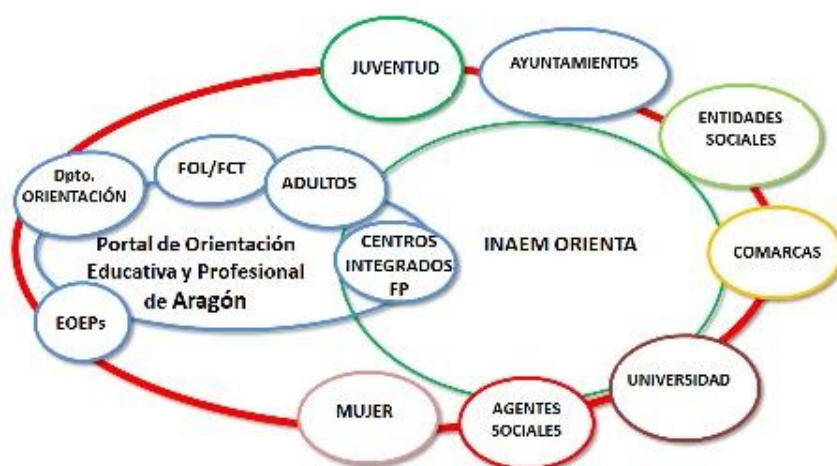 JUVENTUD
AYUNTAMIENTOS
ENTIDADES
SOCIALES
Dpto.
ORIENTACIÓN
FOL/FCT
ADULTOS
Portal de Orientación
Educativa y Profesional
de Aragón
CENTROS
INTEGRADOS
FP
INAEM ORIENTA
COMARCAS
EOEPs
UNIVERSIDAD
MUJER
AGENTES
SOCIALES